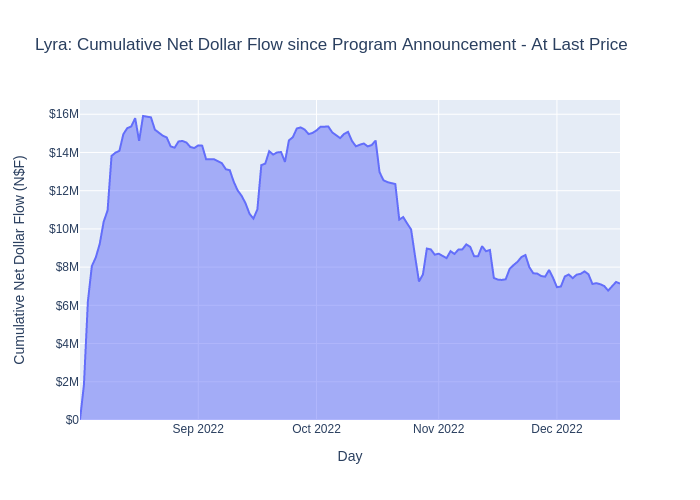 Lyra: Cumulative Net Dollar Flow since Program Announcement - At Last Price
Cumulative Net Dollar Flow (N$F)
$16M
$14M
$12M
$10M
$8M
$6M
$4M
$2M
$0
Sep 2022
Oct 2022
Nov 2022
Dec 2022
Day